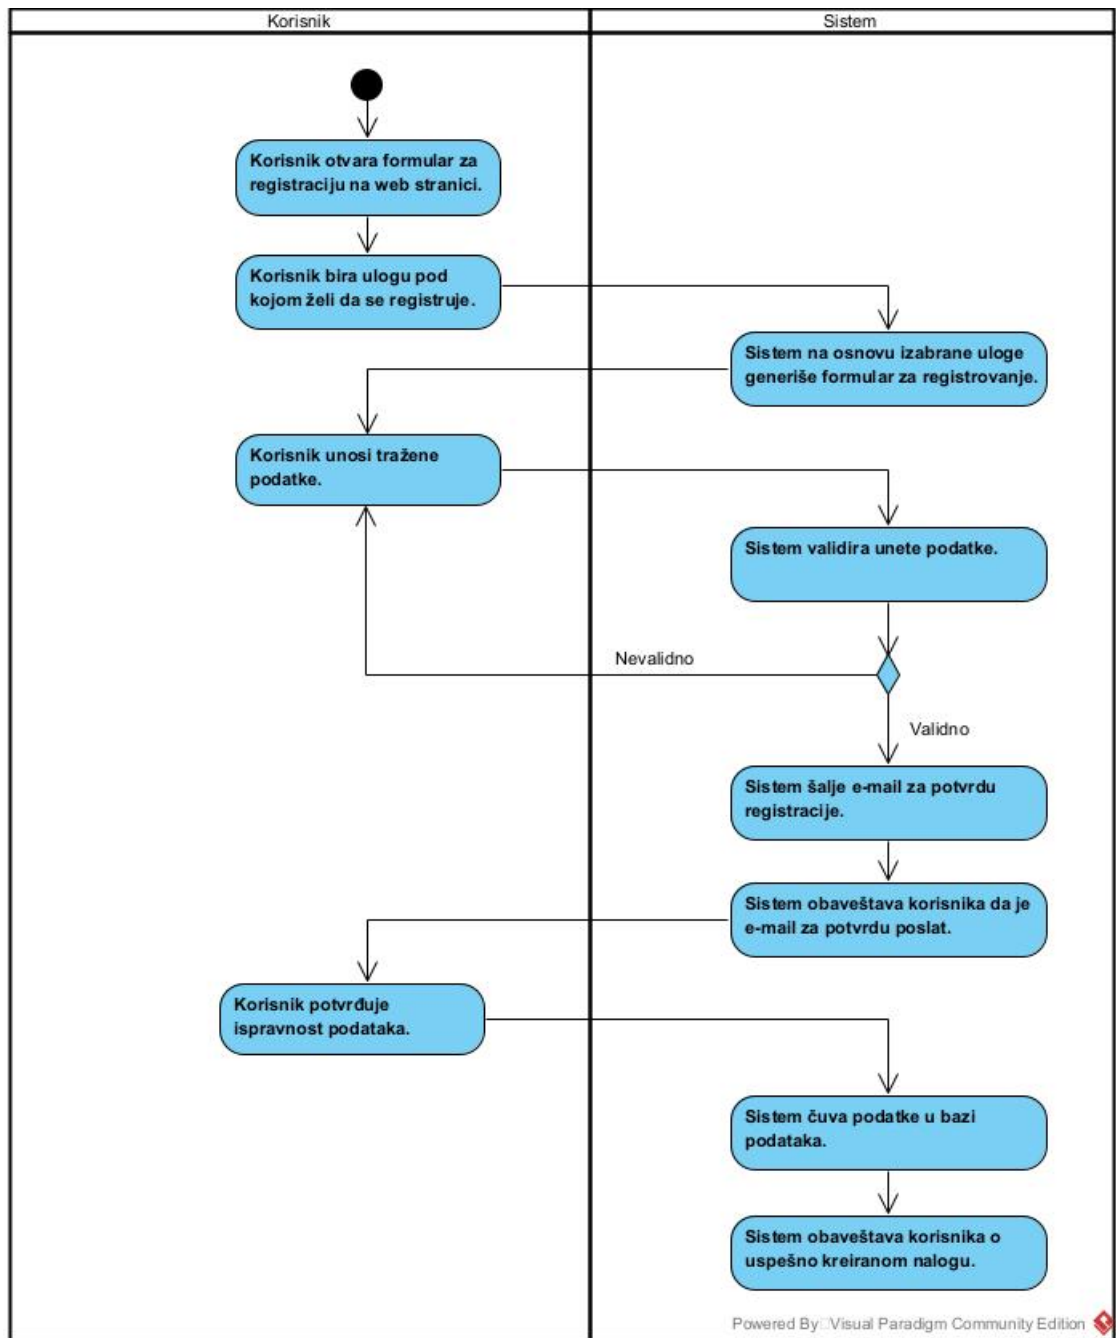 Korisnik
Sistem
Korisnik otvara formular za
registraciju na web stranici.
Korisnik bira ulogu pod
kojom želi da se registruje.
Sistem na osnovu izabrane uloge
generiše formular za registrovanje.
Korisnik unosi tražene
podatke.
Sistem validira unete podatke.
Nevalidno
Validno
Sistem šalje e-mail za potvrdu
registracije.
Sistem obaveštava korisnika da je
e-mail za potvrdu poslat.
Korisnik potvrđuje
ispravnost podataka.
Sistem čuva podatke u bazi
podataka.
Sistem obaveštava korisnika o
uspešno kreiranom nalogu.
Powered By Visual Paradigm Community Edition